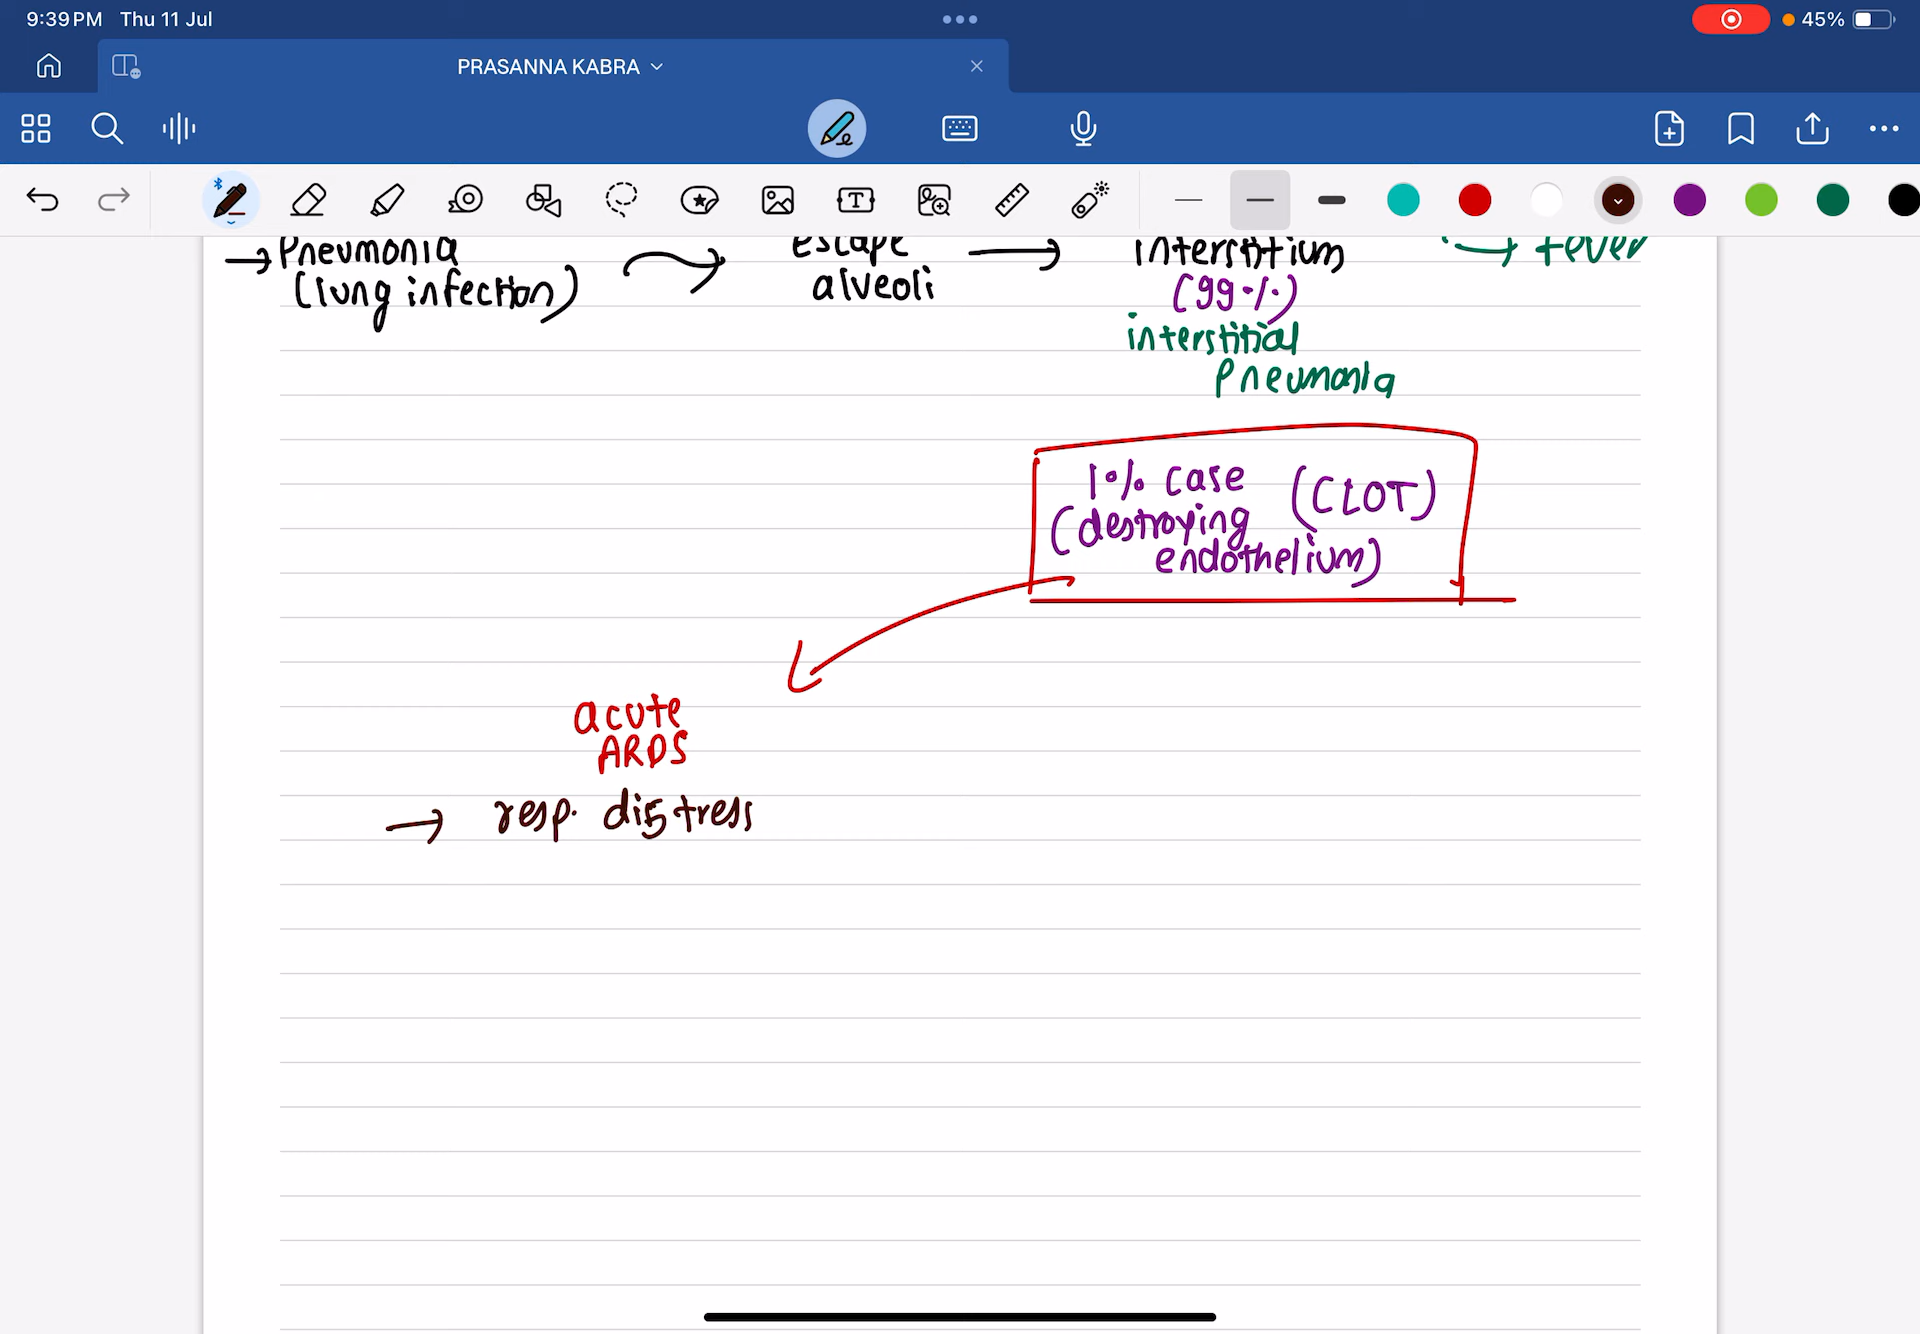 9:39 PM Thu 11 Jul
45%
PRASANNA KABRA
→ Pneumonia
(lung infection)
Escape
alveoli
→ interstitium
(99%)
→ fever
interstitial
Pneumonia
1% case (CLOT)
(destroying
endothelium)
acute
ARDS
→ resp. distress